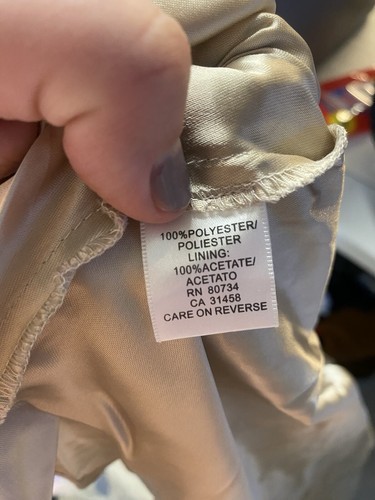 100%POLYESTER/
POLIESTER
LINING:
100%ACETATE/
ACETATO
RN 80734
CA 31458
CARE ON REVERSE